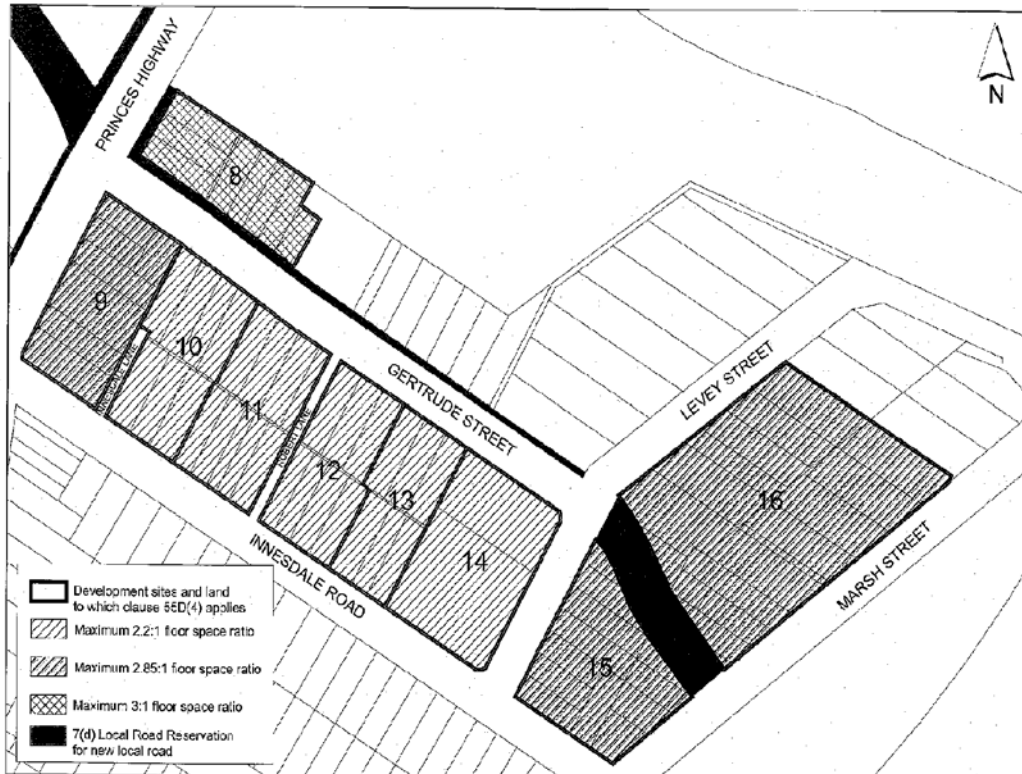 PRINCES HIGHWAY
N
8
9
10
11
12
13
14
GERTRUDE STREET
LEVEY STREET
16
15
MARSH STREET
INNESDALE ROAD
Development sites and land
to which clause 55D(4) applies
Maximum 2.2:1 floor space ratio
Maximum 2.85:1 floor space ratio
Maximum 3:1 floor space ratio
7(d) Local Road Reservation
for new local road